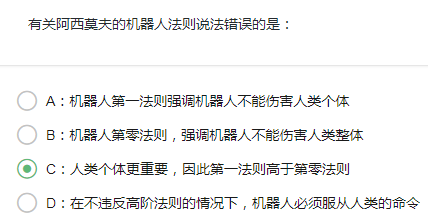 有关阿西莫夫的机器人法则说法错误的是：
A：机器人第一法则强调机器人不能伤害人类个体
B：机器人第零法则，强调机器人不能伤害人类整体
C：人类个体更重要，因此第一法则高于第零法则
D：在不违反高阶法则的情况下，机器人必须服从人类的命令